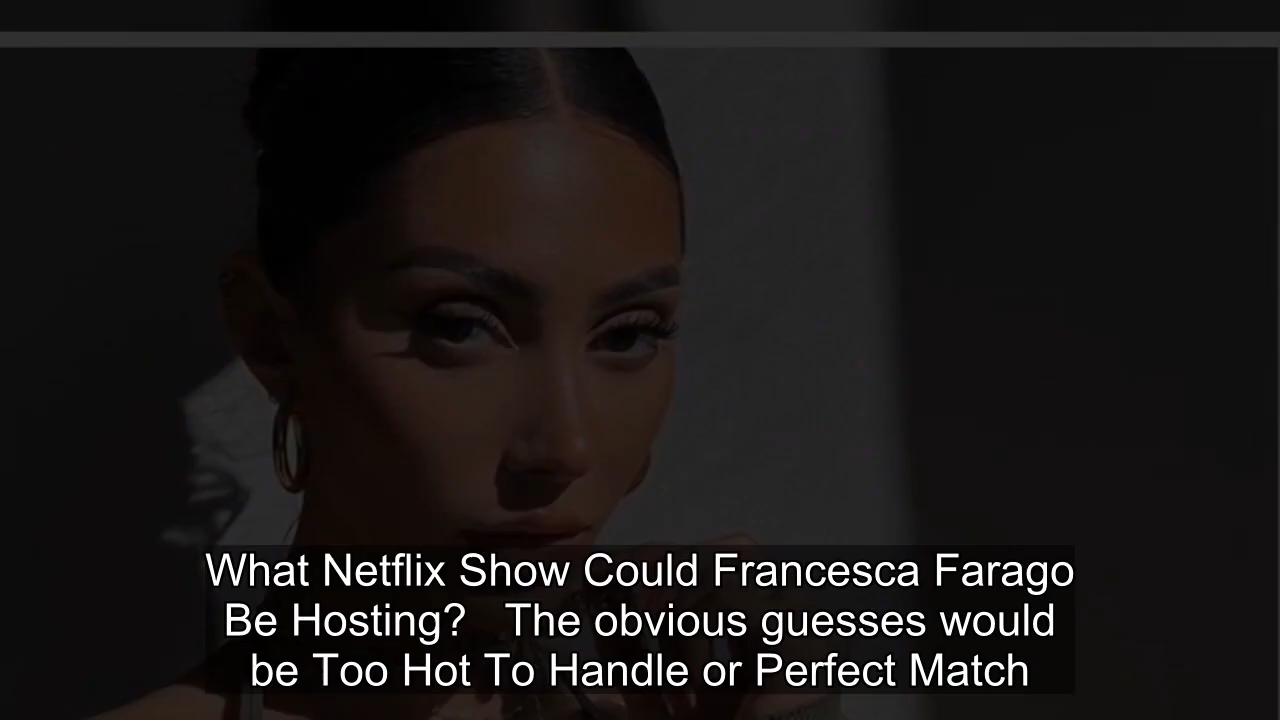 What Netflix Show Could Francesca Farago
Be Hosting?   The obvious guesses would
be Too Hot To Handle or Perfect Match